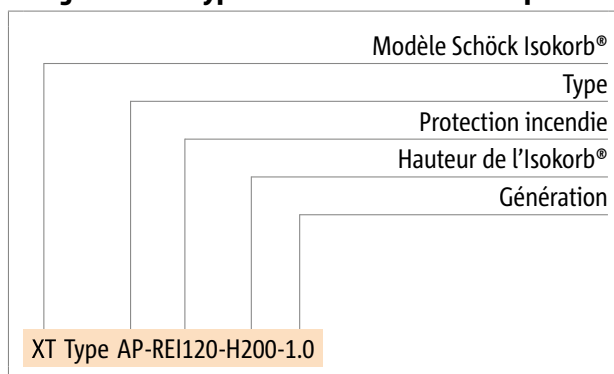 Modèle Schöck Isokorb®
Type
Protection incendie
Hauteur de l'Isokorb®
Génération
XT Type AP-REI120-H200-1.0